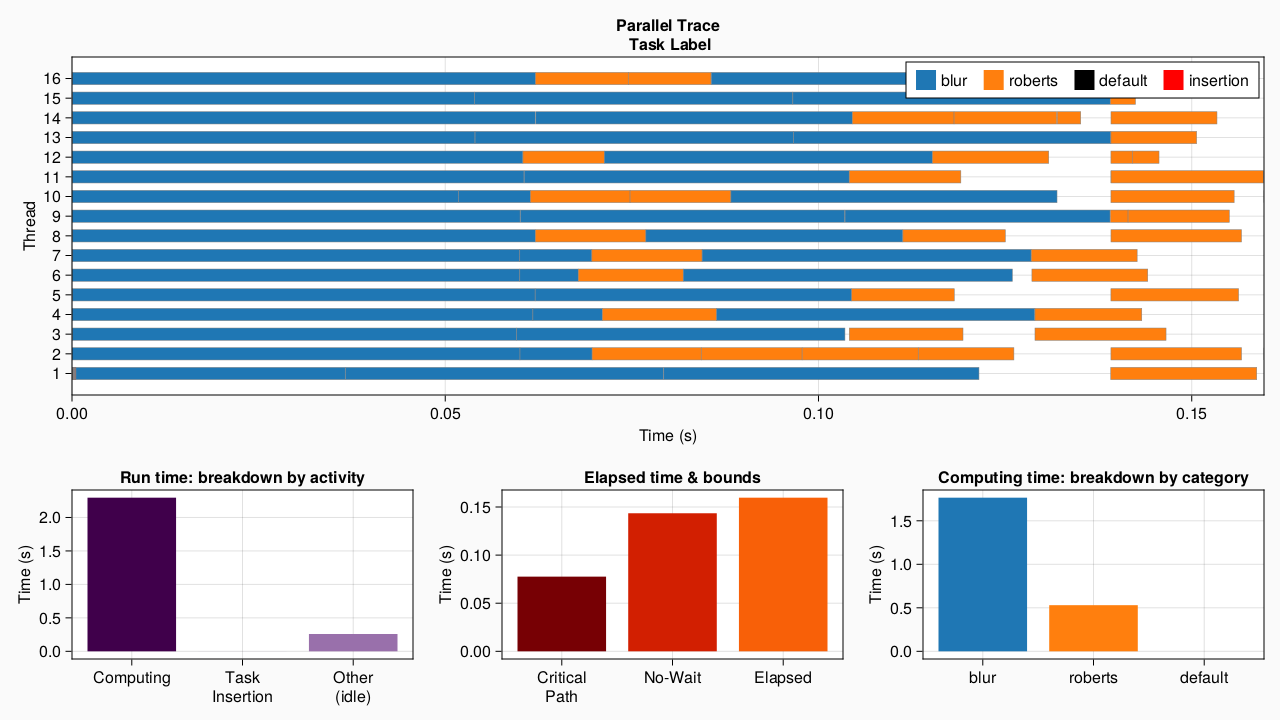 Parallel Trace
Task Label
blur roberts default insertion
16
15
14
13
12
11
10
9
8
7
6
5
4
3
2
1
Thread
0.00 0.05 0.10 0.15
Time (s)
Run time: breakdown by activity
2.0
1.5
1.0
0.5
0.0
Time (s)
Computing Task Insertion Other (idle)
Elapsed time & bounds
0.15
0.10
0.05
0.00
Time (s)
Critical Path No-Wait Elapsed
Computing time: breakdown by category
1.5
1.0
0.5
0.0
Time (s)
blur roberts default